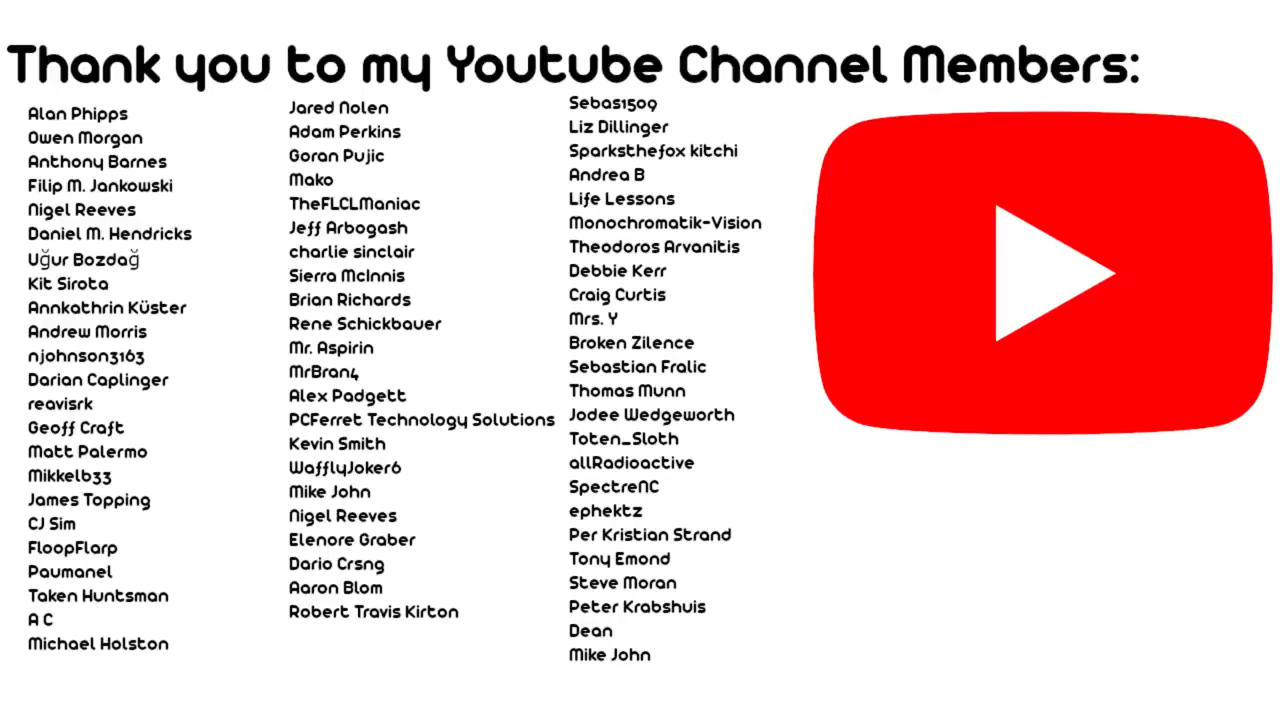 Thank you to my Youtube Channel Members:
Alan Phipps
Owen Morgan
Anthony Barnes
Filip M. Jankowski
Nigel Reeves
Daniel M. Hendricks
Uğur Bozdağ
Kit Sirota
Annkathrin Küster
Andrew Morris
njohnson3163
Darian Caplinger
reavisrk
Geoff Craft
Matt Palermo
Mikkelb33
James Topping
CJ Sim
FloopFlarp
Paumanel
Taken Huntsman
A C
Michael Holston
Jared Nolen
Adam Perkins
Goran Pujic
Mako
TheFLCLManiac
Jeff Arbogash
charlie sinclair
Sierra McInnis
Brian Richards
Rene Schickbauer
Mr. Aspirin
MrBran4
Alex Padgett
PCFerret Technology Solutions
Kevin Smith
WafflyJoker6
Mike John
Nigel Reeves
Elenore Graber
Dario Crsng
Aaron Blom
Robert Travis Kirton
Sebas1509
Liz Dillinger
Sparksthefox kitchi
Andrea B
Life Lessons
Monochromatik-Vision
Theodoros Arvanitis
Debbie Kerr
Craig Curtis
Mrs. Y
Broken Zilence
Sebastian Fralic
Thomas Munn
Jodee Wedgeworth
Toten_Sloth
allRadioactive
SpectreNC
ephektz
Per Kristian Strand
Tony Emond
Steve Moran
Peter Krabshuis
Dean
Mike John